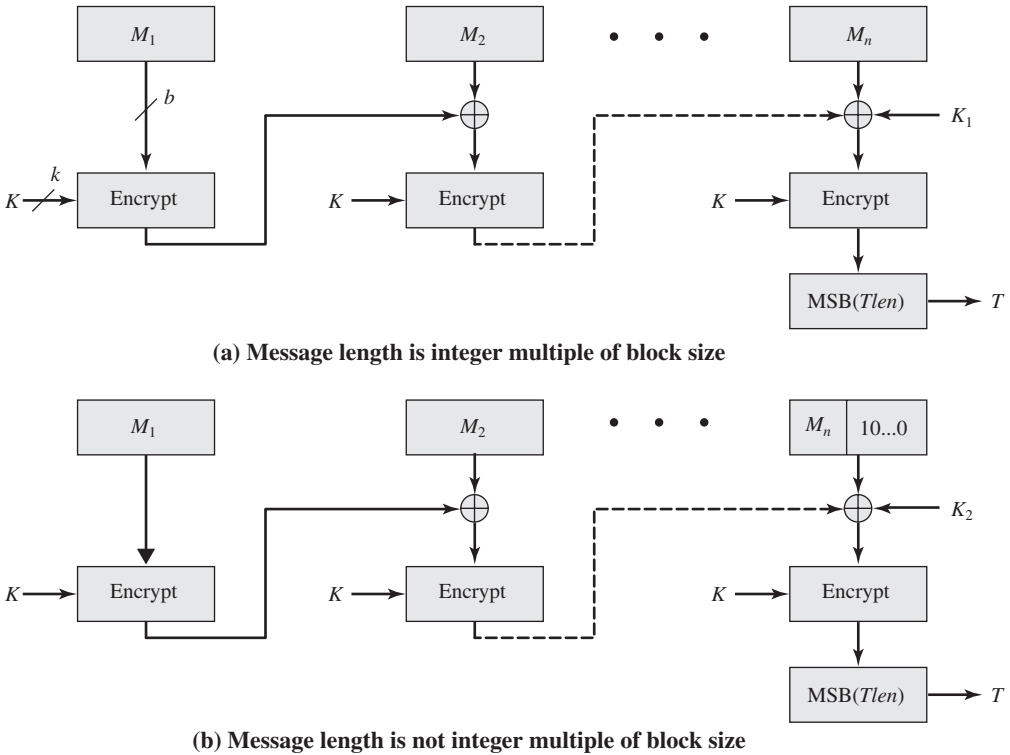 M1 M2 Mn
b
K1
k
K Encrypt K Encrypt K Encrypt
MSB(Tlen) T
(a) Message length is integer multiple of block size
M1 M2 Mn 10...0
K2
K Encrypt K Encrypt K Encrypt
MSB(Tlen) T
(b) Message length is not integer multiple of block size